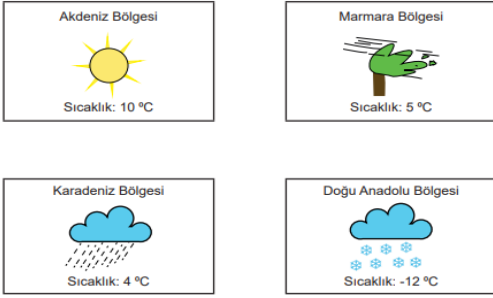 Akdeniz Bölgesi
Sıcaklık: 10 ºC
Marmara Bölgesi
Sıcaklık: 5 ºC
Karadeniz Bölgesi
Sıcaklık: 4 ºC
Doğu Anadolu Bölgesi
Sıcaklık: -12 ºC